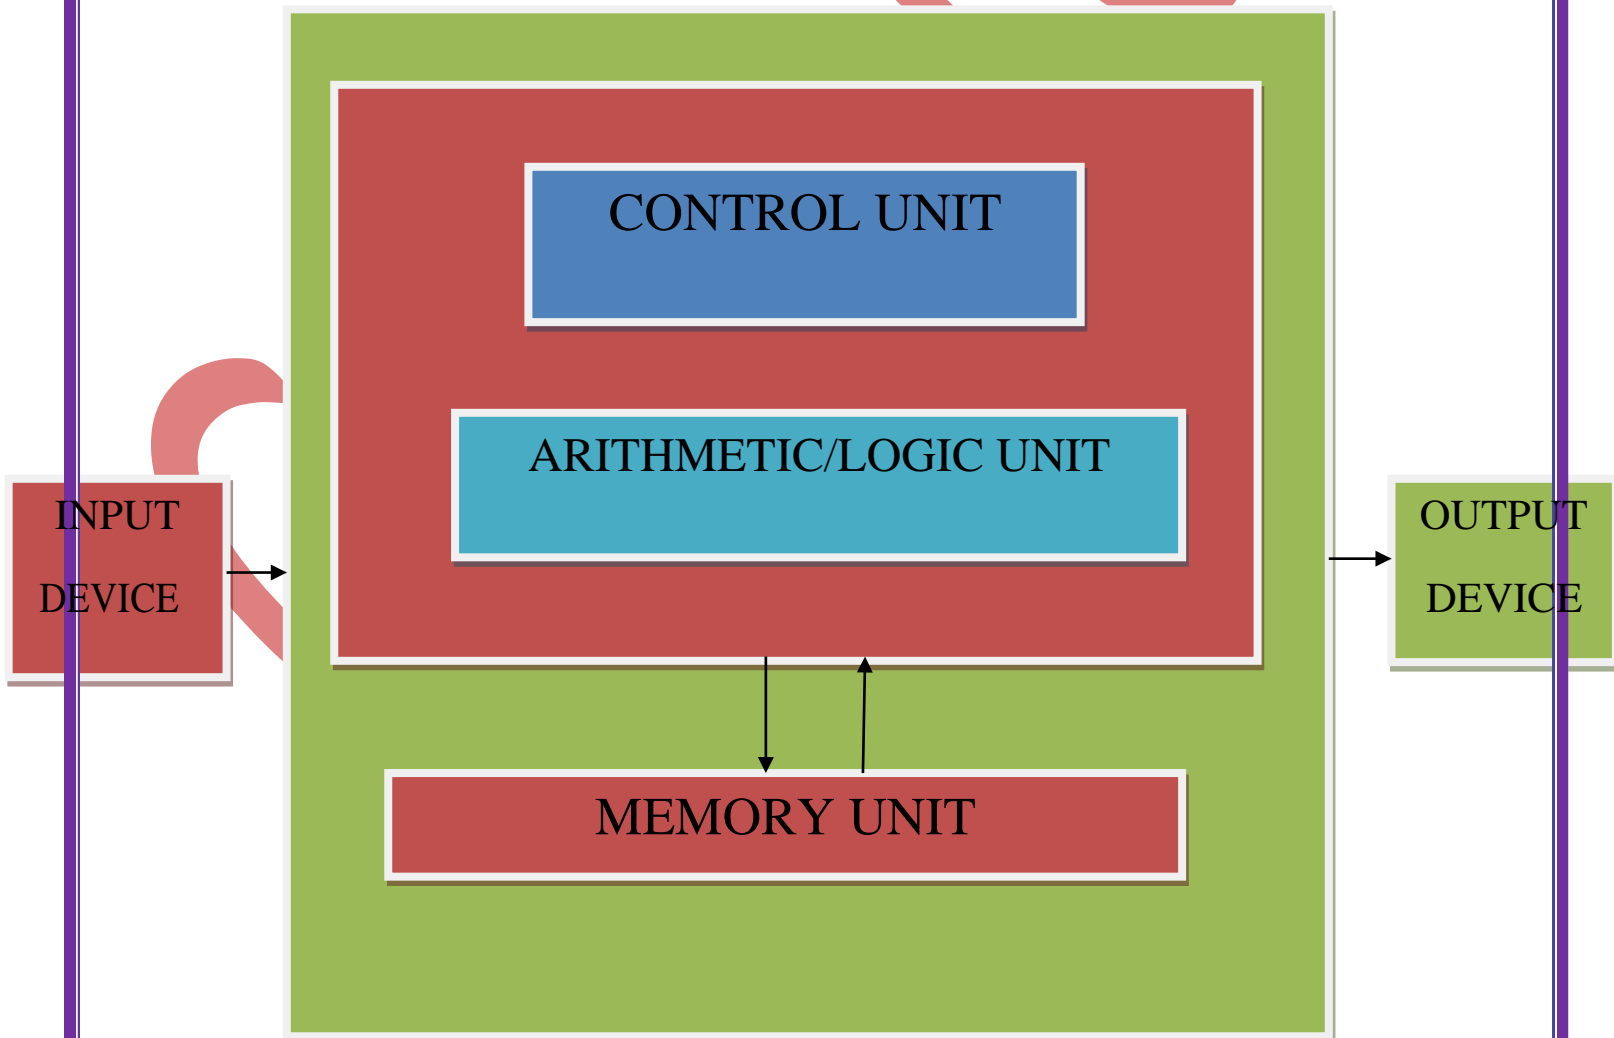 CONTROL UNIT
ARITHMETIC/LOGIC UNIT
INPUT
DEVICE
OUTPUT
DEVICE
MEMORY UNIT